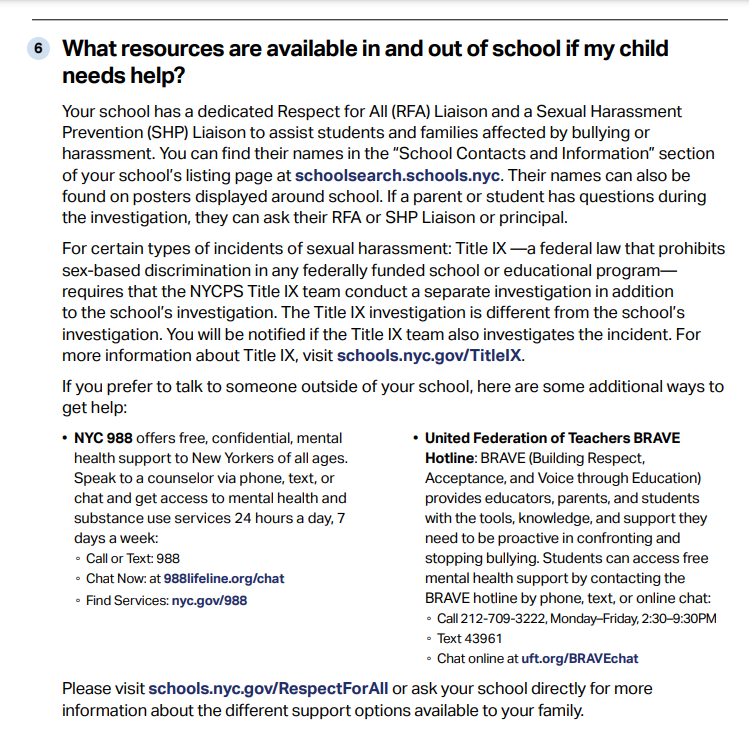 6 What resources are available in and out of school if my child
needs help?
Your school has a dedicated Respect for All (RFA) Liaison and a Sexual Harassment
Prevention (SHP) Liaison to assist students and families affected by bullying or
harassment. You can find their names in the “School Contacts and Information” section
of your school’s listing page at schoolsearch.schools.nyc. Their names can also be
found on posters displayed around school. If a parent or student has questions during
the investigation, they can ask their RFA or SHP Liaison or principal.
For certain types of incidents of sexual harassment: Title IX —a federal law that prohibits
sex-based discrimination in any federally funded school or educational program—
requires that the NYCPS Title IX team conduct a separate investigation in addition
to the school’s investigation. The Title IX investigation is different from the school’s
investigation. You will be notified if the Title IX team also investigates the incident. For
more information about Title IX, visit schools.nyc.gov/TitleIX.
If you prefer to talk to someone outside of your school, here are some additional ways to
get help:
• NYC 988 offers free, confidential, mental
health support to New Yorkers of all ages.
Speak to a counselor via phone, text, or
chat and get access to mental health and
substance use services 24 hours a day, 7
days a week:
◦ Call or Text: 988
◦ Chat Now: at 988lifeline.org/chat
◦ Find Services: nyc.gov/988
• United Federation of Teachers BRAVE
Hotline: BRAVE (Building Respect,
Acceptance, and Voice through Education)
provides educators, parents, and students
with the tools, knowledge, and support they
need to be proactive in confronting and
stopping bullying. Students can access free
mental health support by contacting the
BRAVE hotline by phone, text, or online chat:
◦ Call 212-709-3222, Monday–Friday, 2:30–9:30PM
◦ Text 43961
◦ Chat online at uft.org/BRAVEchat
Please visit schools.nyc.gov/RespectForAll or ask your school directly for more
information about the different support options available to your family.